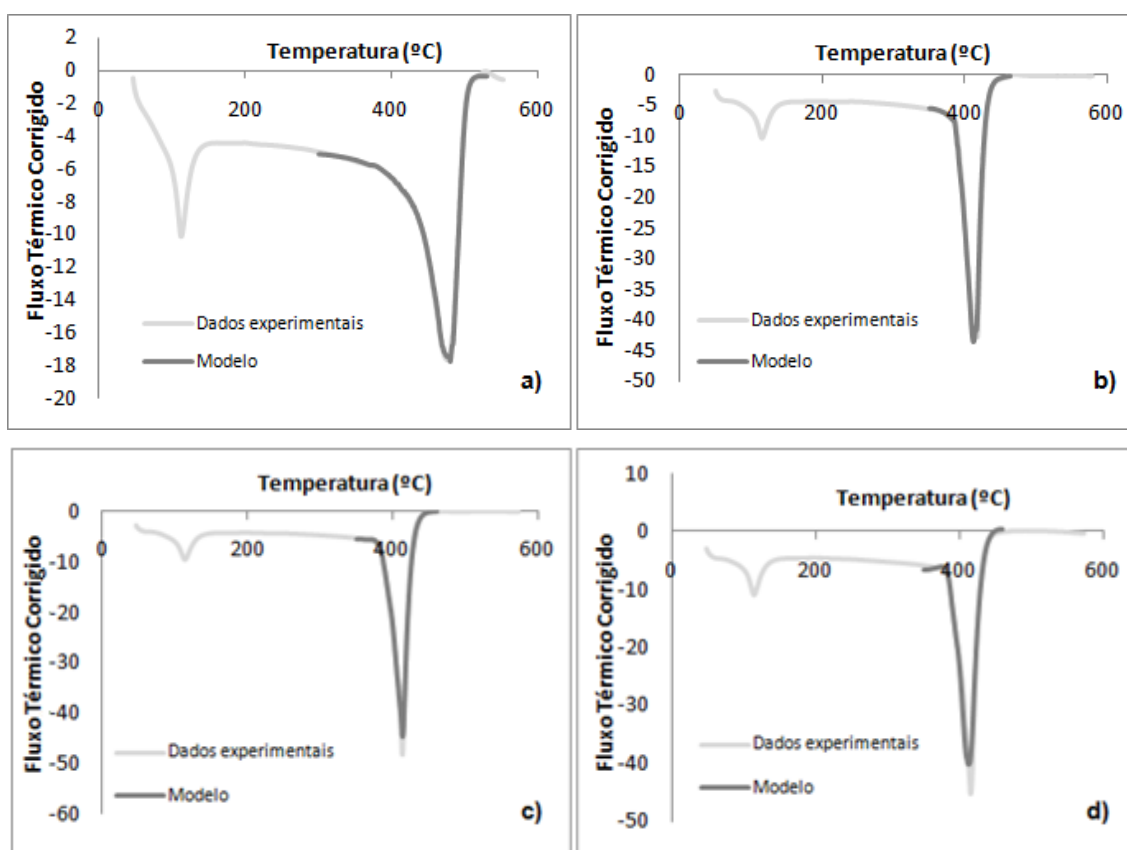 Temperatura (ºC)
2
0
-2
-4
-6
-8
-10
-12
-14
-16
-18
-20
0
200
400
600
Fluxo Térmico Corrigido
Dados experimentais
Modelo
a)
Temperatura (ºC)
0
-5
-10
-15
-20
-25
-30
-35
-40
-45
-50
0
200
400
600
Fluxo Térmico Corrigido
Dados experimentais
Modelo
b)
Temperatura (ºC)
0
-10
-20
-30
-40
-50
-60
0
200
400
600
Fluxo Térmico Corrigido
Dados experimentais
Modelo
c)
Temperatura (ºC)
10
0
-10
-20
-30
-40
-50
0
200
400
600
Fluxo Térmico Corrigido
Dados experimentais
Modelo
d)